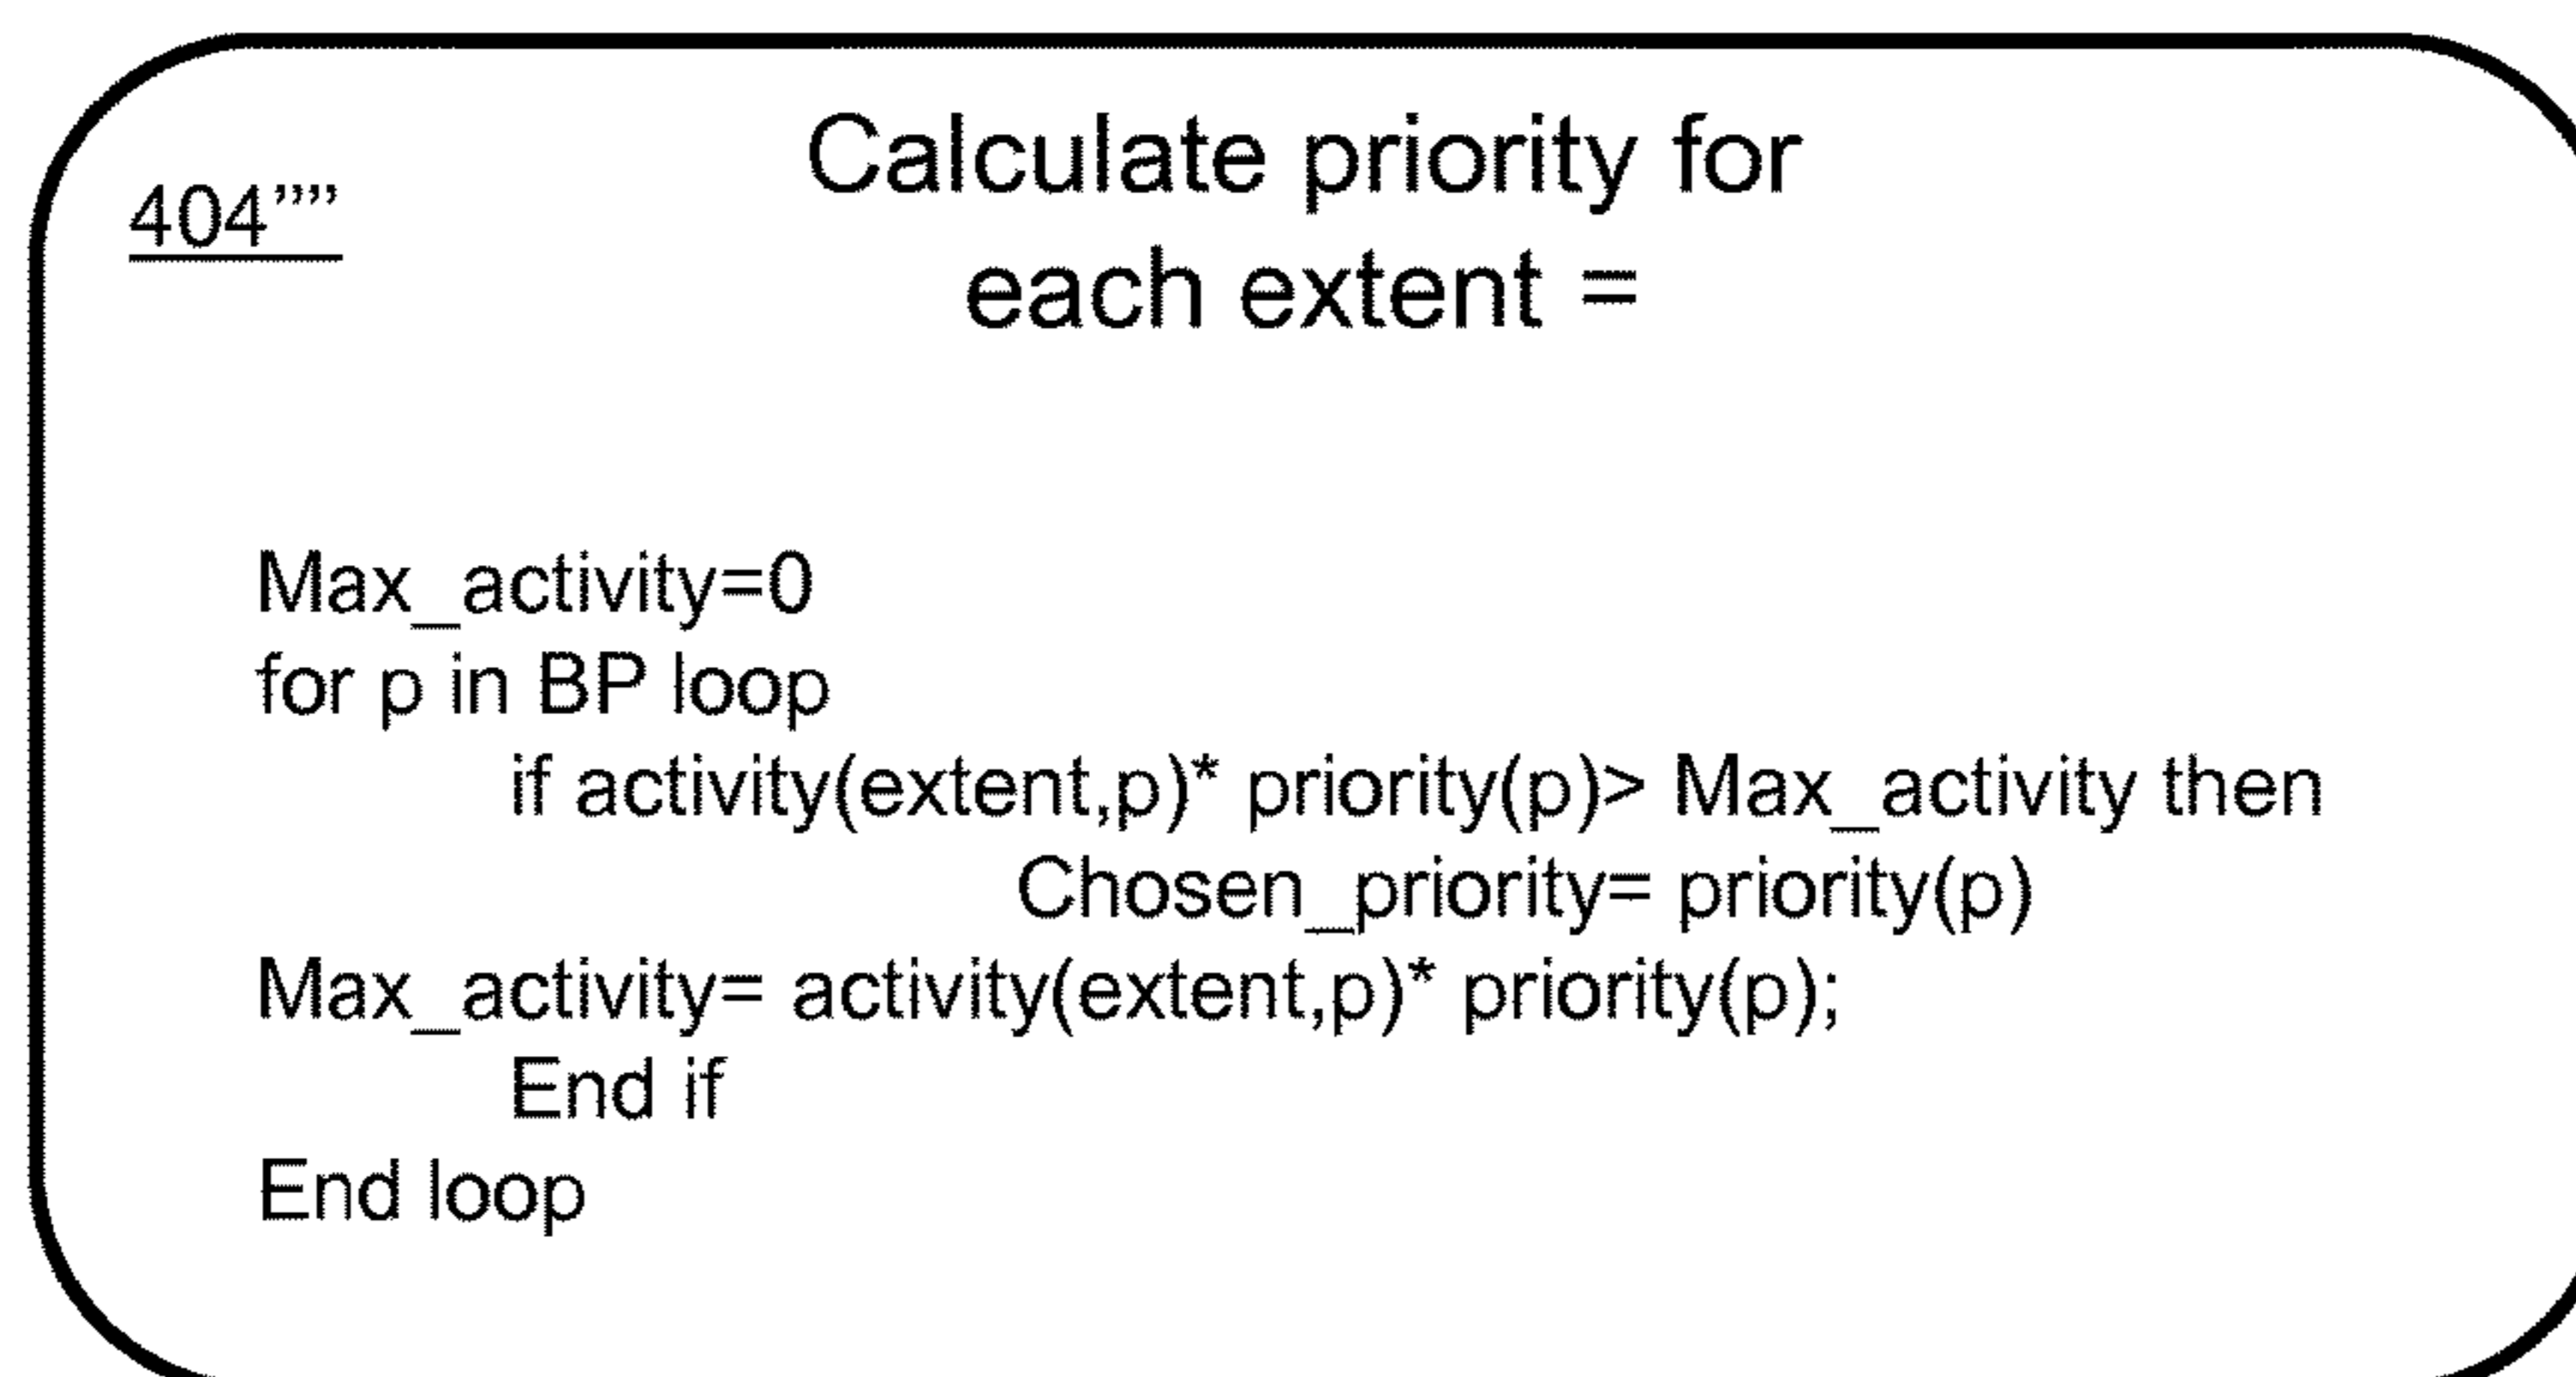 404””
Calculate priority for
each extent =
Max_activity=0
for p in BP loop
if activity(extent,p)* priority(p)> Max_activity then
Chosen_priority= priority(p)
Max_activity= activity(extent,p)* priority(p);
End if
End loop